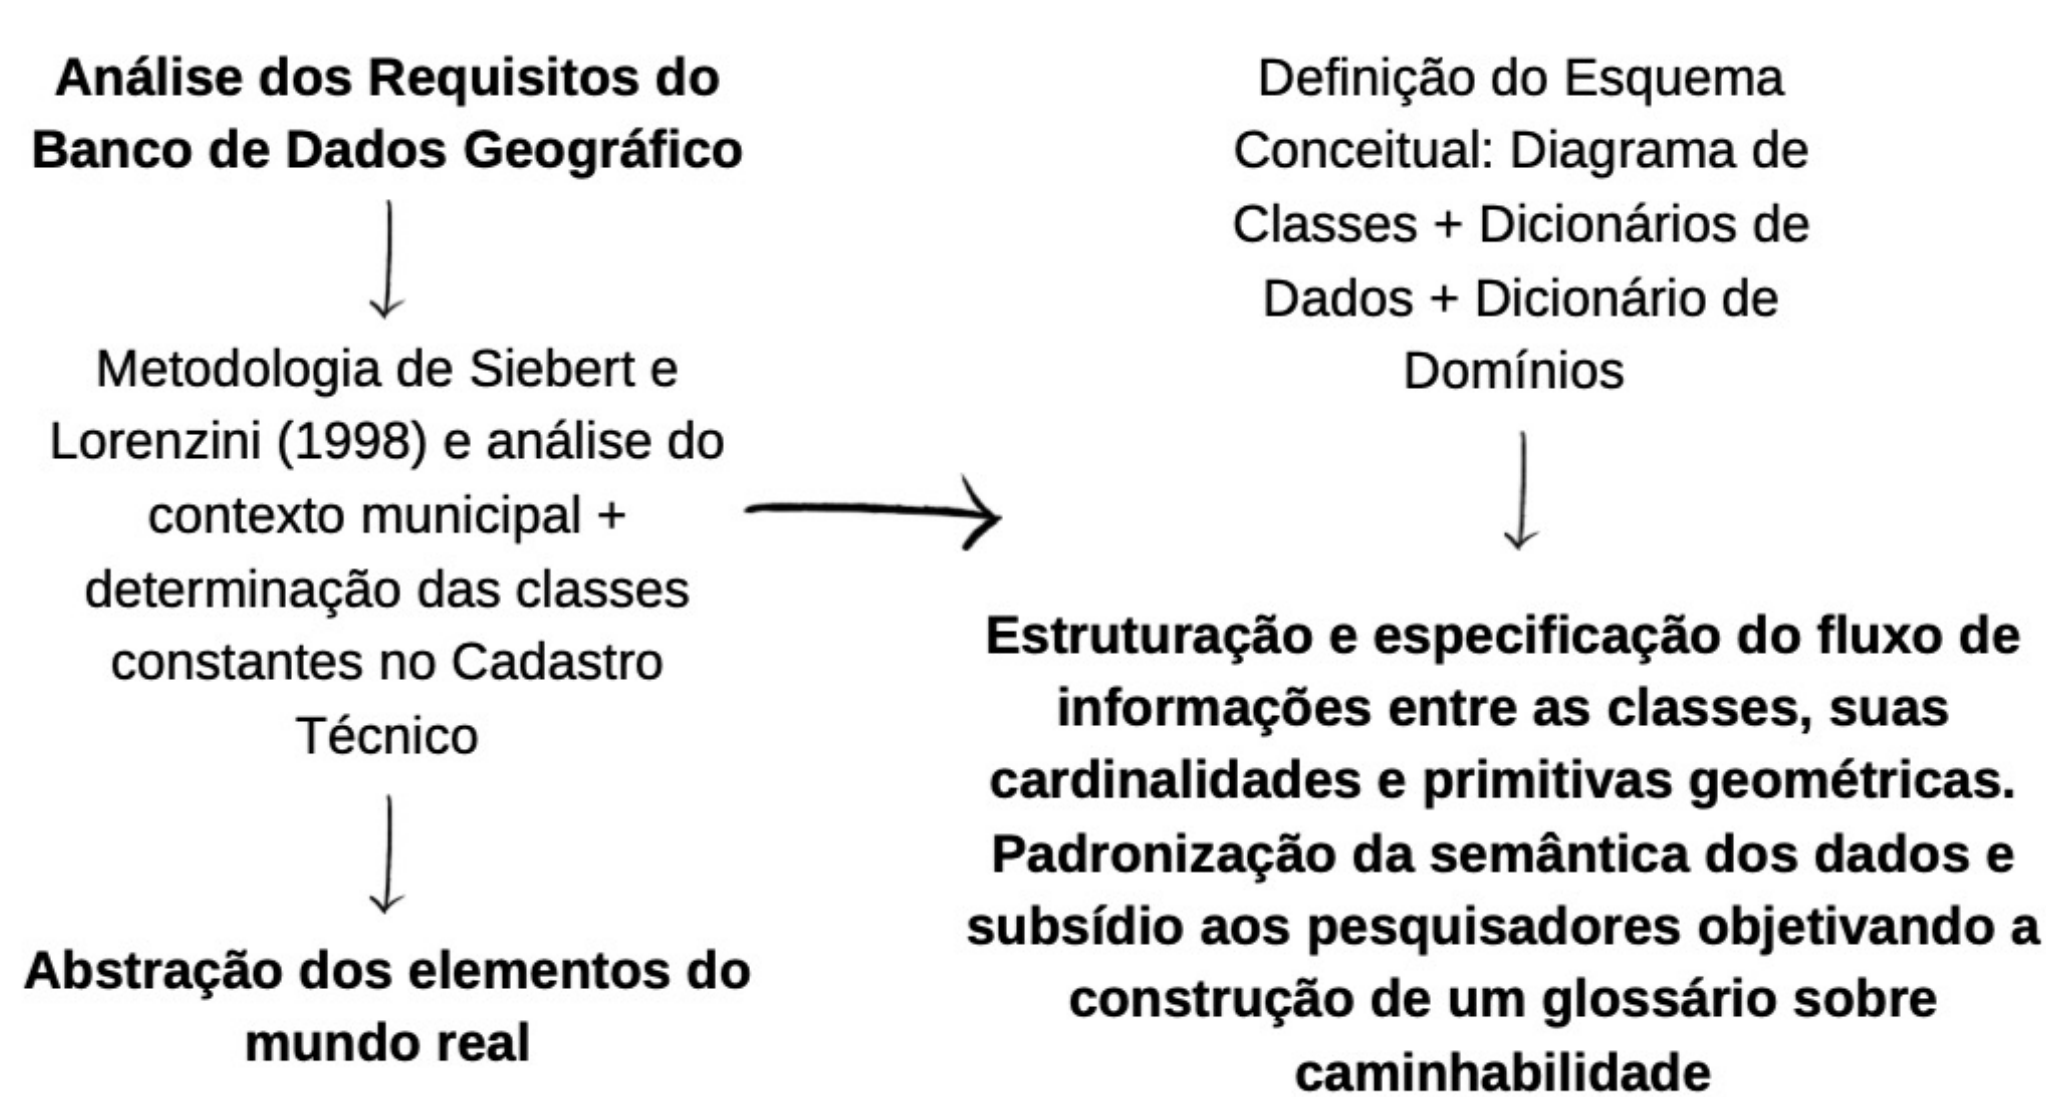 Análise dos Requisitos do
Banco de Dados Geográfico
Metodologia de Siebert e
Lorenzini (1998) e análise do
contexto municipal +
determinação das classes
constantes no Cadastro
Técnico
Abstração dos elementos do
mundo real
Definição do Esquema
Conceitual: Diagrama de
Classes + Dicionários de
Dados + Dicionário de
Domínios
Estruturação e especificação do fluxo de
informações entre as classes, suas
cardinalidades e primitivas geométricas.
Padronização da semântica dos dados e
subsídio aos pesquisadores objetivando a
construção de um glossário sobre
caminhabilidade